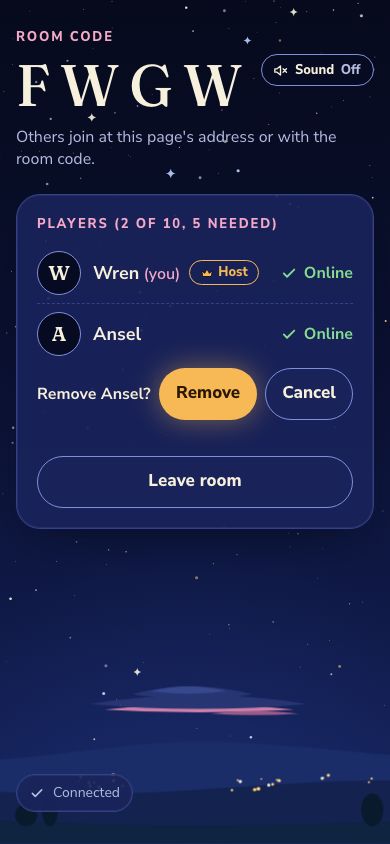 ROOM CODE
FWGW
Sound Off
Others join at this page's address or with the
room code.
PLAYERS (2 OF 10, 5 NEEDED)
W Wren (you) Host Online
A Ansel Online
Remove Ansel? Remove Cancel
Leave room
Connected